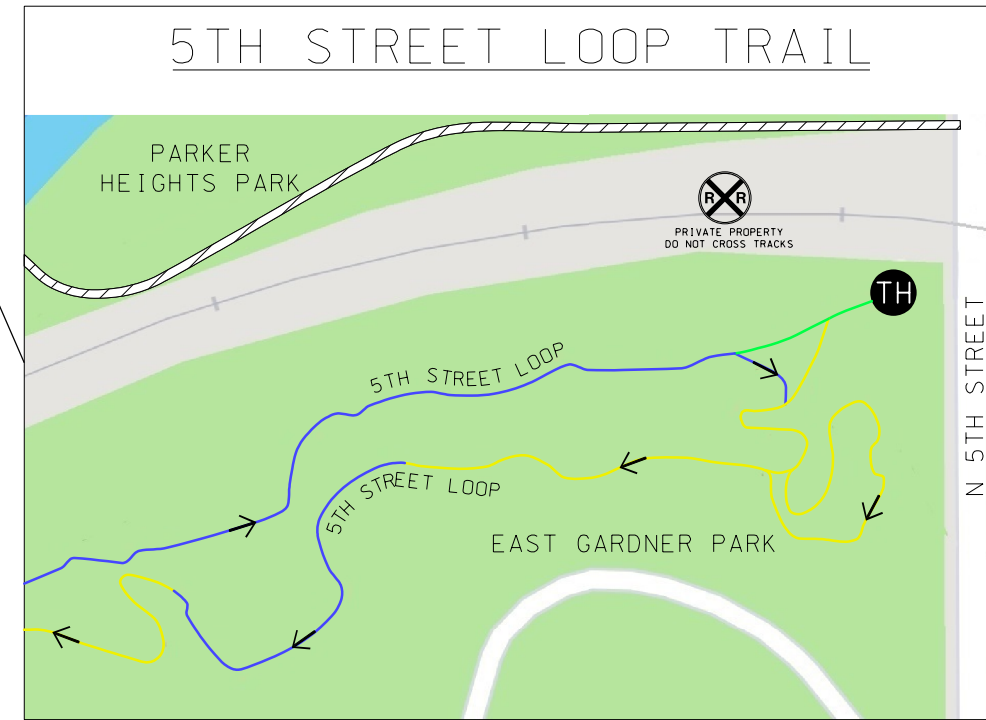 5TH STREET LOOP TRAIL
PARKER
HEIGHTS PARK
R R
PRIVATE PROPERTY
DO NOT CROSS TRACKS
TH
N 5TH STREET
5TH STREET LOOP
5TH STREET LOOP
EAST GARDNER PARK